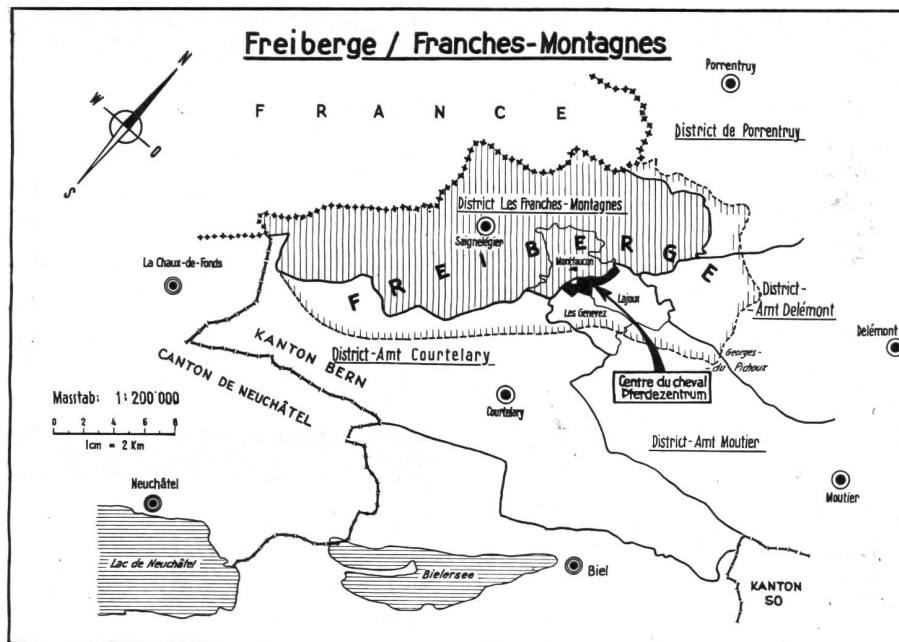 Freiberge / Franches-Montagnes
N
W
O
S
F R A N C E
Porrentruy
District de Porrentruy
District Les Franches-Montagnes
Saignelégier
FREIBERGE
Montfaucon
La Chaux-de-Fonds
Lajoux
Les Genevez
District-
Amt Delémont
Delémont
Georges-
du Pichoux
District-Amt Courtelary
KANTON BERN
CANTON DE NEUCHÂTEL
Centre du cheval
Pferdezentrum
Courtelary
Masstab: 1:200'000
0 2 4 6 8
1cm = 2 Km
District-Amt Moutier
Moutier
Neuchâtel
Lac de Neuchâtel
Bielersee
Biel
KANTON
SO